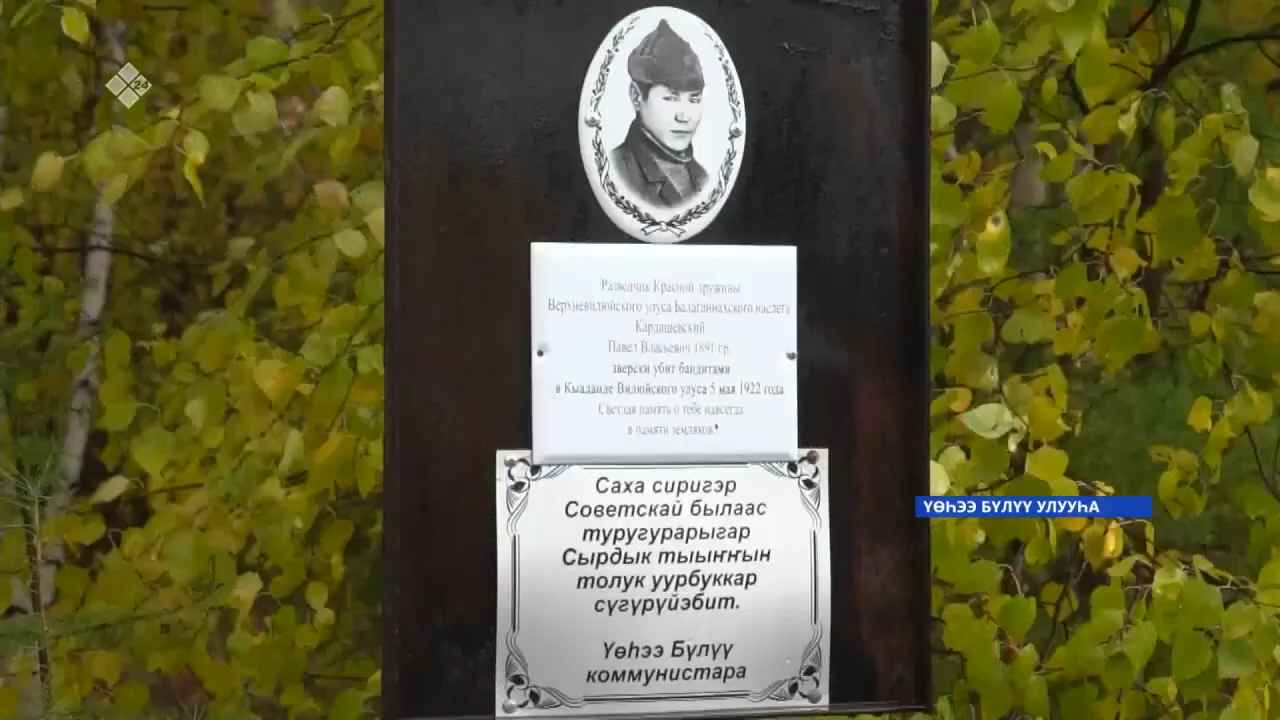 X24
Разведчик Красной дружины
Верхневилюйского улуса Балаганнахского наслега
Кардашевский
Павел Власьевич 1891 г.р.
зверски убит бандитами
в Кыаданде Вилюйского улуса 5 мая 1922 года
Светлая память о тебе навсегда
в памяти земляков.
Саха сиригэр
Советскай былаас
туругурарыгар
Сырдык тыыҥҥын
толук уурбуккар
сүгүрүйэбит.
Үөһээ Бүлүү
коммунистара
ҮӨҺЭЭ БҮЛҮҮ УЛУУҺА